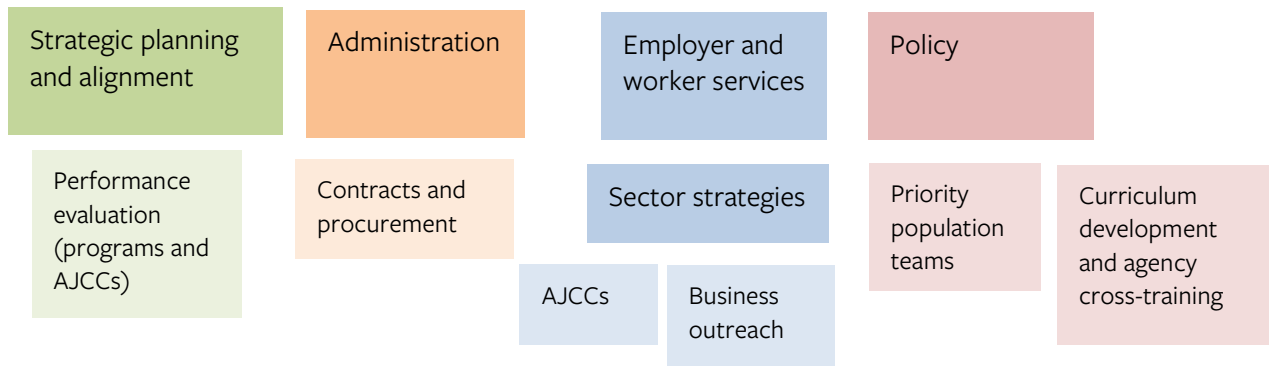 Strategic planning
and alignment
Administration
Employer and
worker services
Policy
Performance
evaluation
(programs and
AJCCs)
Contracts and
procurement
Sector strategies
AJCCs
Business
outreach
Priority
population
teams
Curriculum
development
and agency
cross-training